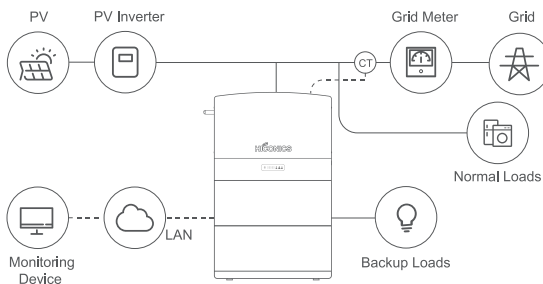 PV
PV Inverter
Grid Meter
Grid
CT
HICONICS
Normal Loads
LAN
Monitoring
Device
Backup Loads